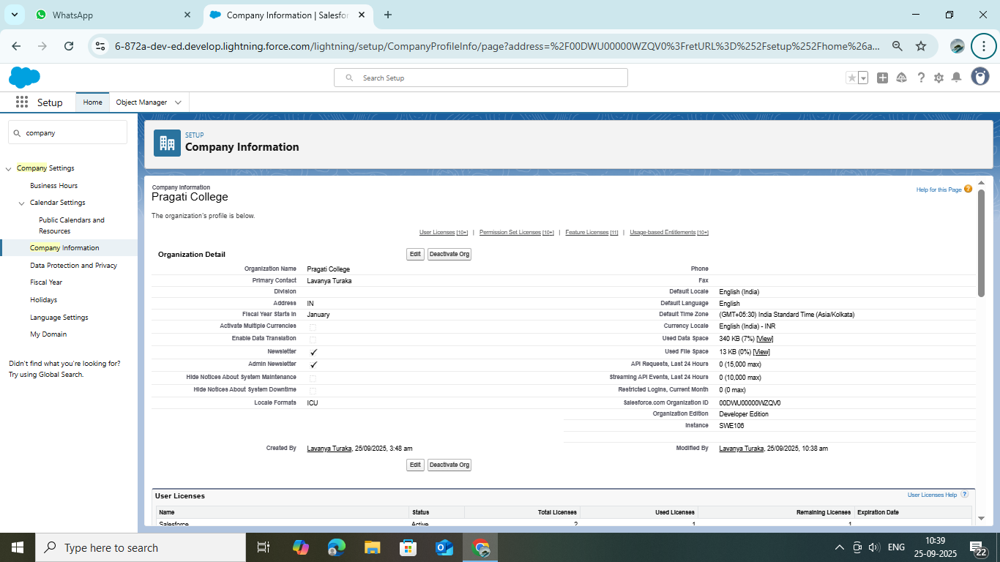 WhatsApp
Company Information | Salesfor
6-872a-dev-ed.develop.lightning.force.com/lightning/setup/CompanyProfileInfo/page?address=%2F00DWU00000WZQV0%3FretURL%3D%252Fsetup%252Fhome%26a...
Search Setup
Setup
Home
Object Manager
company
Company Settings
Business Hours
Calendar Settings
Public Calendars and
Resources
Company Information
Data Protection and Privacy
Fiscal Year
Holidays
Language Settings
My Domain
Didn't find what you're looking for?
Try using Global Search.
SETUP
Company Information
Company Information
Pragati College
Help for this Page ?
The organization's profile is below.
User Licenses [10+] | Permission Set Licenses [10+] | Feature Licenses [11] | Usage-based Entitlements [10+]
Organization Detail Edit Deactivate Org
Organization Name Pragati College Phone
Primary Contact Lavanya Turaka Fax
Division Default Locale English (India)
Address IN Default Language English
Fiscal Year Starts In January Default Time Zone (GMT+05:30) India Standard Time (Asia/Kolkata)
Activate Multiple Currencies Currency Locale English (India) - INR
Enable Data Translation Used Data Space 340 KB (7%) [View]
Newsletter ✓ Used File Space 13 KB (0%) [View]
Admin Newsletter ✓ API Requests, Last 24 Hours 0 (15,000 max)
Hide Notices About System Maintenance Streaming API Events, Last 24 Hours 0 (10,000 max)
Hide Notices About System Downtime Restricted Logins, Current Month 0 (0 max)
Locale Formats ICU Salesforce.com Organization ID 00DWU00000WZQV0
Organization Edition Developer Edition
Instance SWE106
Created By Lavanya Turaka, 25/09/2025, 3:48 am Modified By Lavanya Turaka, 25/09/2025, 10:38 am
Edit Deactivate Org
User Licenses User Licenses Help ?
Name Status Total Licenses Used Licenses Remaining Licenses Expiration Date
Salesforce Active 2 1 1
Type here to search
ENG
10:39
25-09-2025
22